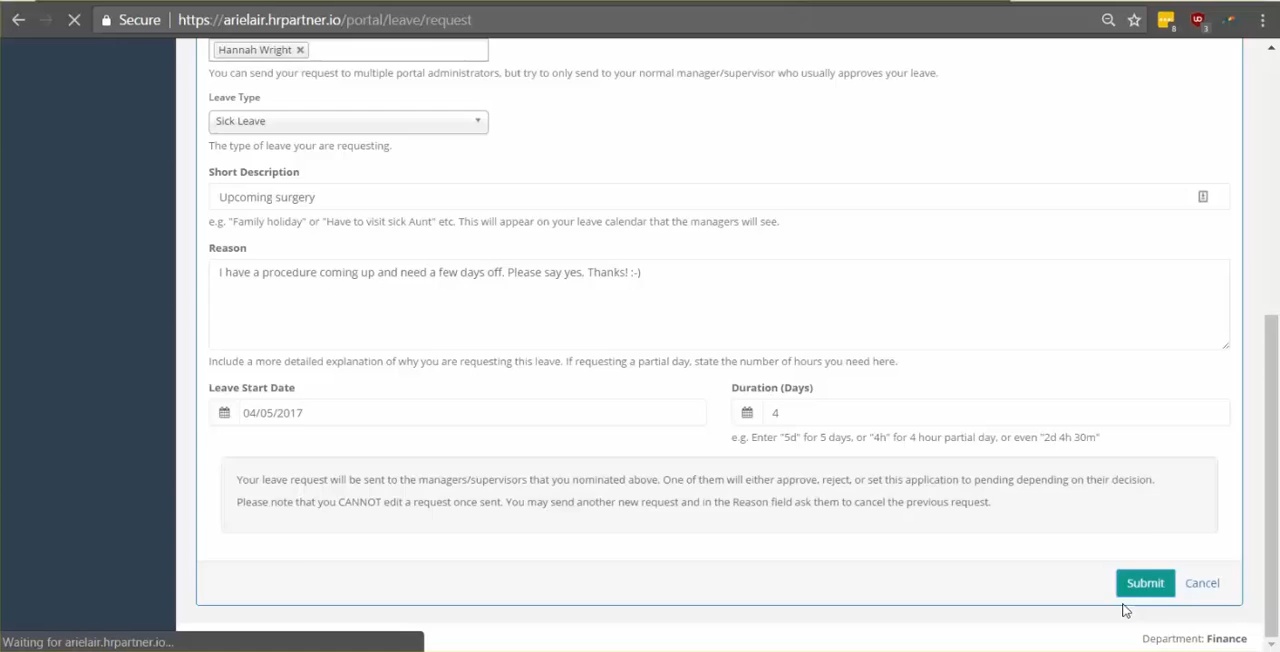 Secure https://arielair.hrpartner.io/portal/leave/request
8
3
Hannah Wright ×
You can send your request to multiple portal administrators, but try to only send to your normal manager/supervisor who usually approves your leave.
Leave Type
Sick Leave
The type of leave your are requesting.
Short Description
Upcoming surgery
e.g. "Family holiday" or "Have to visit sick Aunt" etc. This will appear on your leave calendar that the managers will see.
Reason
I have a procedure coming up and need a few days off. Please say yes. Thanks! :-)
Include a more detailed explanation of why you are requesting this leave. If requesting a partial day, state the number of hours you need here.
Leave Start Date
04/05/2017
Duration (Days)
4
e.g. Enter "5d" for 5 days, or "4h" for 4 hour partial day, or even "2d 4h 30m"
Your leave request will be sent to the managers/supervisors that you nominated above. One of them will either approve, reject, or set this application to pending depending on their decision.
Please note that you CANNOT edit a request once sent. You may send another new request and in the Reason field ask them to cancel the previous request.
Submit Cancel
Waiting for arielair.hrpartner.io...
Department: Finance